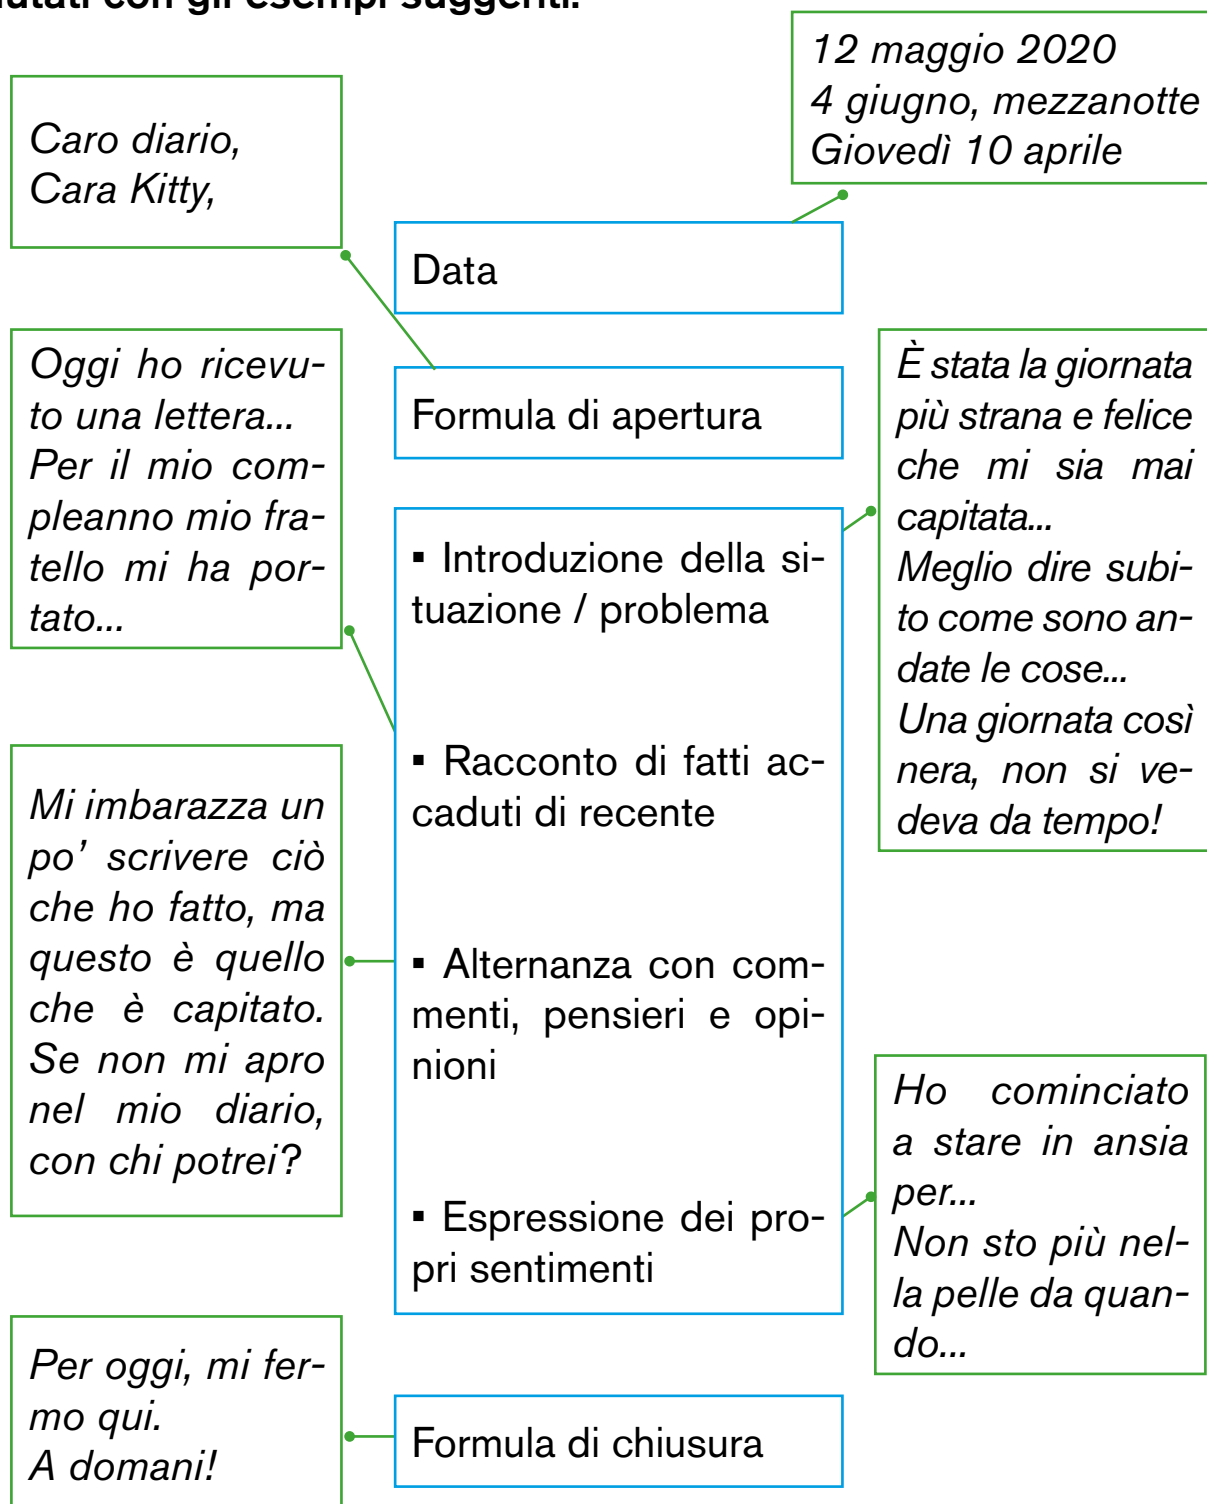 aiutati con gli esempi suggeriti.
12 maggio 2020
4 giugno, mezzanotte
Giovedì 10 aprile
Caro diario,
Cara Kitty,
Data
Oggi ho ricevu-
to una lettera...
Per il mio com-
pleanno mio fra-
tello mi ha por-
tato...
Formula di apertura
È stata la giornata
più strana e felice
che mi sia mai
capitata...
Meglio dire subi-
to come sono an-
date le cose...
Una giornata così
nera, non si ve-
deva da tempo!
▪ Introduzione della si-
tuazione / problema
▪ Racconto di fatti ac-
caduti di recente
▪ Alternanza con com-
menti, pensieri e opi-
nioni
▪ Espressione dei pro-
pri sentimenti
Mi imbarazza un
po’ scrivere ciò
che ho fatto, ma
questo è quello
che è capitato.
Se non mi apro
nel mio diario,
con chi potrei?
Ho cominciato
a stare in ansia
per...
Non sto più nel-
la pelle da quan-
do...
Per oggi, mi fer-
mo qui.
A domani!
Formula di chiusura